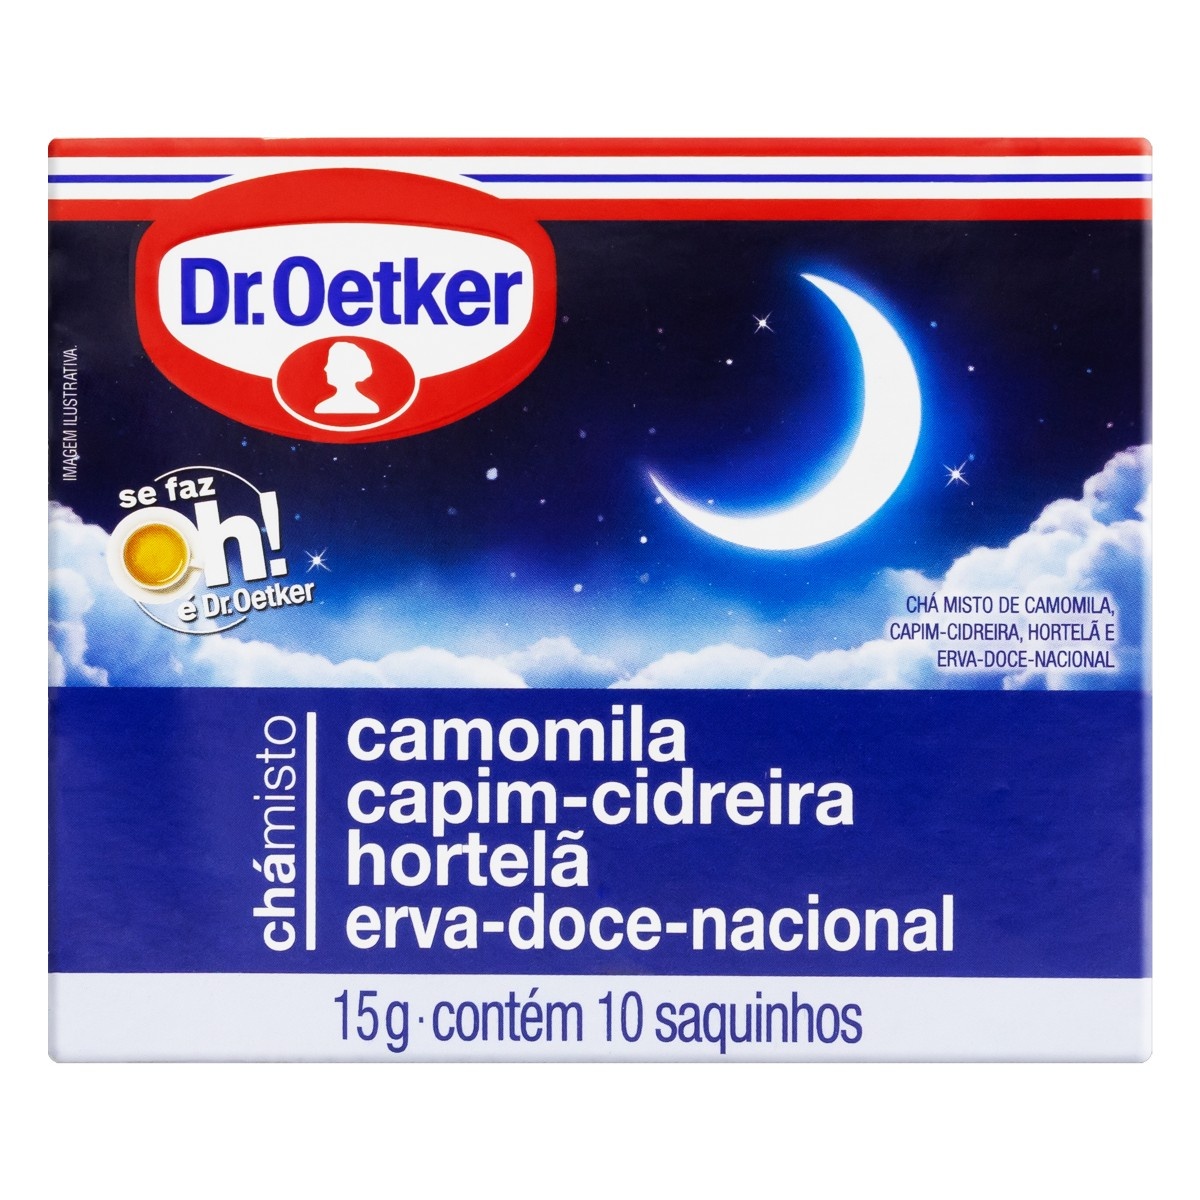 Dr.Oetker
IMAGEM ILUSTRATIVA.
se faz
Oh!
é Dr.Oetker
CHÁ MISTO DE CAMOMILA,
CAPIM-CIDREIRA, HORTELÃ E
ERVA-DOCE-NACIONAL
chámisto
camomila
capim-cidreira
hortelã
erva-doce-nacional
15g·contém 10 saquinhos